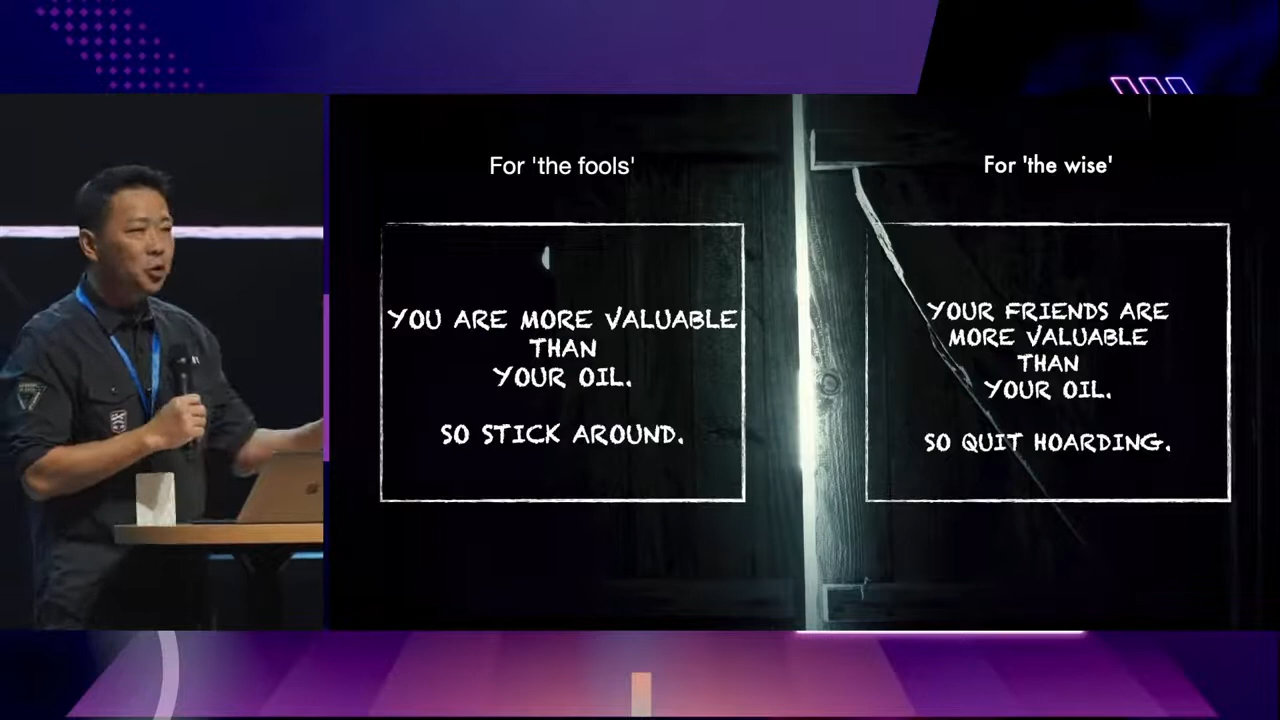 For 'the fools'
YOU ARE MORE VALUABLE
THAN
YOUR OIL.
SO STICK AROUND.
For 'the wise'
YOUR FRIENDS ARE
MORE VALUABLE
THAN
YOUR OIL.
SO QUIT HOARDING.